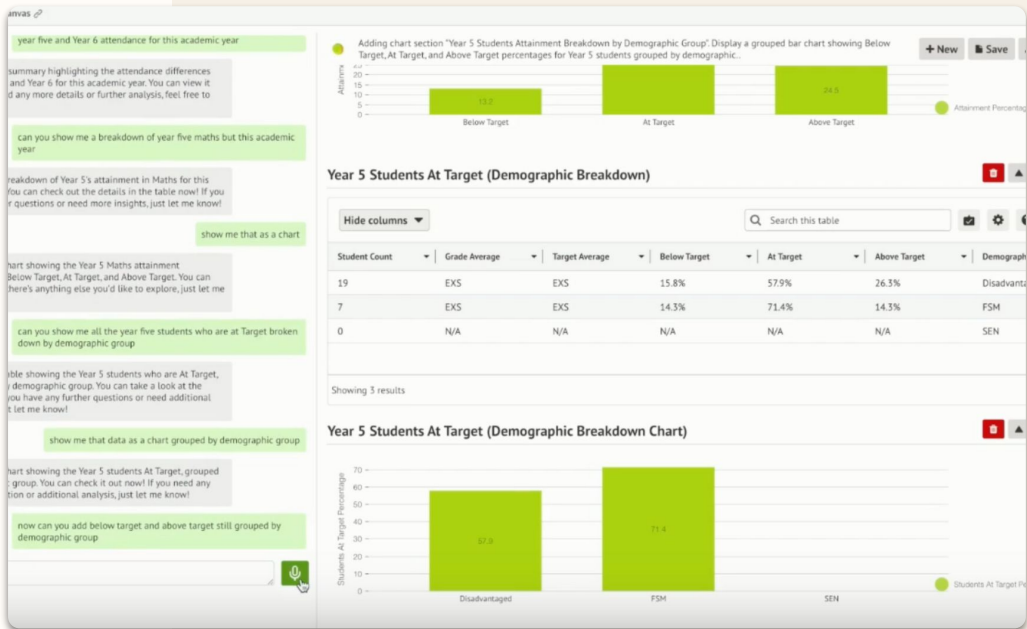 anvas
year five and Year 6 attendance for this academic year
summary highlighting the attendance differences
and Year 6 for this academic year. You can view it
d any more details or further analysis, feel free to
can you show me a breakdown of year five maths but this academic
year
reakdown of Year 5's attainment in Maths for this
You can check out the details in the table now! If you
r questions or need more insights, just let me know!
show me that as a chart
hart showing the Year 5 Maths attainment
Below Target, At Target, and Above Target. You can
there's anything else you'd like to explore, just let me
can you show me all the year five students who are at Target broken
down by demographic group
ble showing the Year 5 students who are At Target,
demographic group. You can take a look at the
you have any further questions or need additional
t let me know!
show me that data as a chart grouped by demographic group
hart showing the Year 5 students At Target, grouped
group. You can check it out now! If you need any
tion or additional analysis, just let me know!
now can you add below target and above target still grouped by
demographic group
Adding chart section "Year 5 Students Attainment Breakdown by Demographic Group". Display a grouped bar chart showing Below
Target, At Target, and Above Target percentages for Year 5 students grouped by demographic...
+ New
Save
Attainm
25
20
15
10
5
0
13.2
24.5
Below Target
At Target
Above Target
Attainment Percentag
Year 5 Students At Target (Demographic Breakdown)
Hide columns
Search this table
Student Count Grade Average Target Average Below Target At Target Above Target Demograph
19 EXS EXS 15.8% 57.9% 26.3% Disadvanta
7 EXS EXS 14.3% 71.4% 14.3% FSM
0 N/A N/A N/A N/A N/A SEN
Showing 3 results
Year 5 Students At Target (Demographic Breakdown Chart)
Students At Target Percentage
70
60
50
40
30
20
10
0
57.9
71.4
Disadvantaged
FSM
SEN
Students At Target Pe